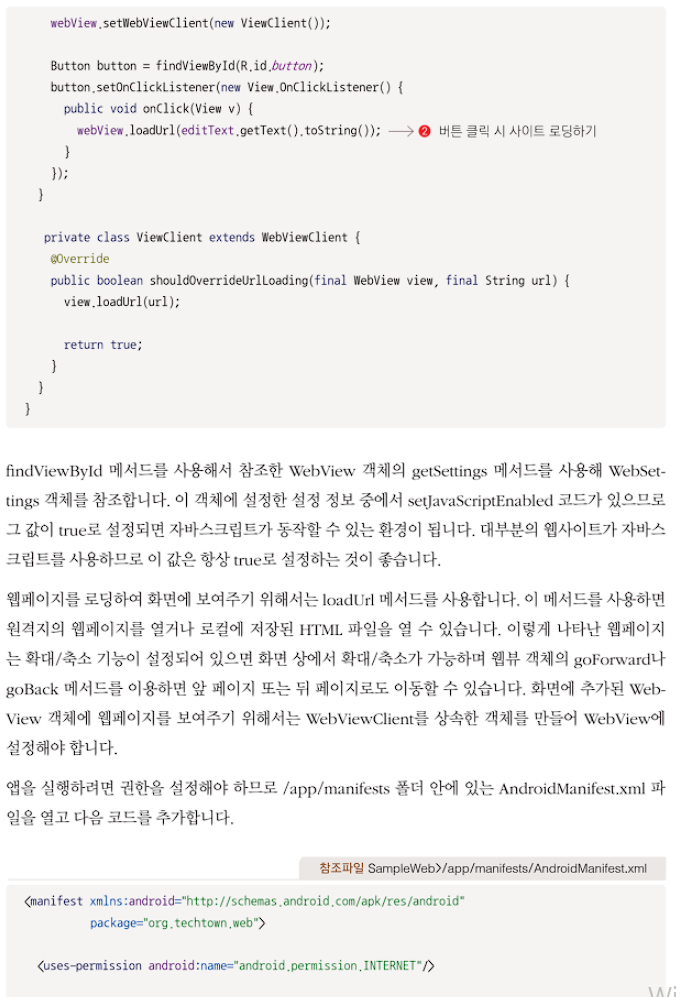 webView.setWebViewClient(new ViewClient());
Button button = findViewById(R.id.button);
button.setOnClickListener(new View.OnClickListener() {
public void onClick(View v) {
webView.loadUrl(editText.getText().toString()); ⟶ ❷ 버튼 클릭 시 사이트 로딩하기
}
});
}
private class ViewClient extends WebViewClient {
@Override
public boolean shouldOverrideUrlLoading(final WebView view, final String url) {
view.loadUrl(url);
return true;
}
}
}
findViewById 메서드를 사용해서 참조한 WebView 객체의 getSettings 메서드를 사용해 WebSet-
tings 객체를 참조합니다. 이 객체에 설정한 설정 정보 중에서 setJavaScriptEnabled 코드가 있으므로
그 값이 true로 설정되면 자바스크립트가 동작할 수 있는 환경이 됩니다. 대부분의 웹사이트가 자바스
크립트를 사용하므로 이 값은 항상 true로 설정하는 것이 좋습니다.
웹페이지를 로딩하여 화면에 보여주기 위해서는 loadUrl 메서드를 사용합니다. 이 메서드를 사용하면
원격지의 웹페이지를 열거나 로컬에 저장된 HTML 파일을 열 수 있습니다. 이렇게 나타난 웹페이지
는 확대/축소 기능이 설정되어 있으면 화면 상에서 확대/축소가 가능하며 웹뷰 객체의 goForward나
goBack 메서드를 이용하면 앞 페이지 또는 뒤 페이지로도 이동할 수 있습니다. 화면에 추가된 Web-
View 객체에 웹페이지를 보여주기 위해서는 WebViewClient를 상속한 객체를 만들어 WebView에
설정해야 합니다.
앱을 실행하려면 권한을 설정해야 하므로 /app/manifests 폴더 안에 있는 AndroidManifest.xml 파
일을 열고 다음 코드를 추가합니다.
참조파일 SampleWeb>/app/manifests/AndroidManifest.xml
<manifest xmlns:android="http://schemas.android.com/apk/res/android"
package="org.techtown.web">
<uses-permission android:name="android.permission.INTERNET"/>